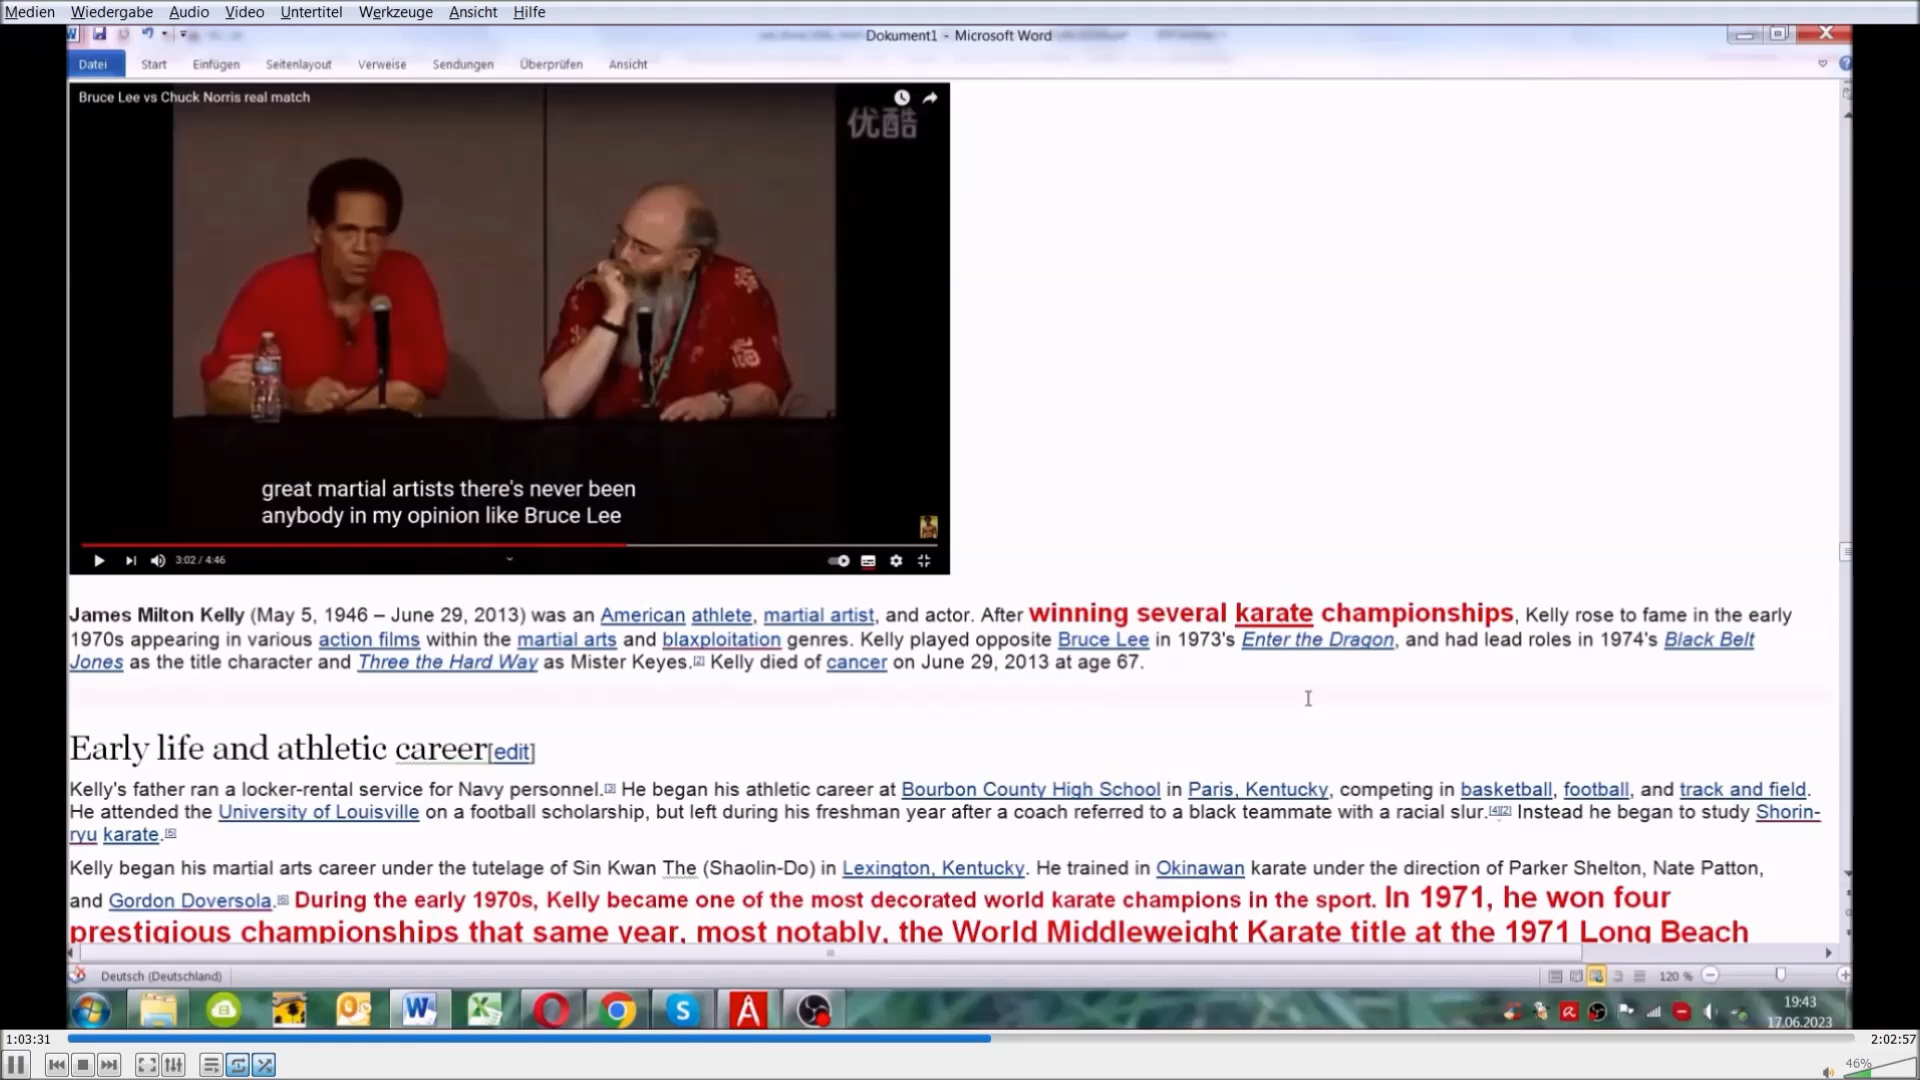 Medien Wiedergabe Audio Video Untertitel Werkzeuge Ansicht Hilfe
Dokument1 - Microsoft Word
Datei Start Einfügen Seitenlayout Verweise Sendungen Überprüfen Ansicht
Bruce Lee vs Chuck Norris real match
优酷
great martial artists there's never been
anybody in my opinion like Bruce Lee
3:02 / 4:46
James Milton Kelly (May 5, 1946 – June 29, 2013) was an American athlete, martial artist, and actor. After winning several karate championships, Kelly rose to fame in the early
1970s appearing in various action films within the martial arts and blaxploitation genres. Kelly played opposite Bruce Lee in 1973's Enter the Dragon, and had lead roles in 1974's Black Belt
Jones as the title character and Three the Hard Way as Mister Keyes.[2] Kelly died of cancer on June 29, 2013 at age 67.
Early life and athletic career[edit]
Kelly's father ran a locker-rental service for Navy personnel.[3] He began his athletic career at Bourbon County High School in Paris, Kentucky, competing in basketball, football, and track and field.
He attended the University of Louisville on a football scholarship, but left during his freshman year after a coach referred to a black teammate with a racial slur.[4][2] Instead he began to study Shorin-
ryu karate.[5]
Kelly began his martial arts career under the tutelage of Sin Kwan The (Shaolin-Do) in Lexington, Kentucky. He trained in Okinawan karate under the direction of Parker Shelton, Nate Patton,
and Gordon Doversola.[6] During the early 1970s, Kelly became one of the most decorated world karate champions in the sport. In 1971, he won four
prestigious championships that same year, most notably, the World Middleweight Karate title at the 1971 Long Beach
Deutsch (Deutschland)
120 %
19:43
17.06.2023
1:03:31
2:02:57
46%